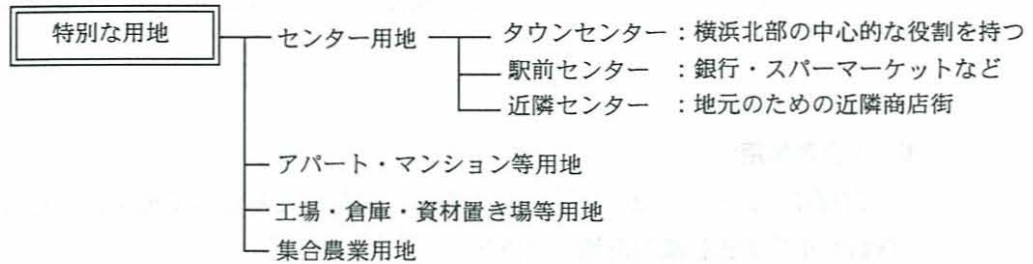 特別な用地
センター用地
タウンセンター：横浜北部の中心的な役割を持つ
駅前センター ：銀行・スパーマーケットなど
近隣センター ：地元のための近隣商店街
アパート・マンション等用地
工場・倉庫・資材置き場等用地
集合農業用地